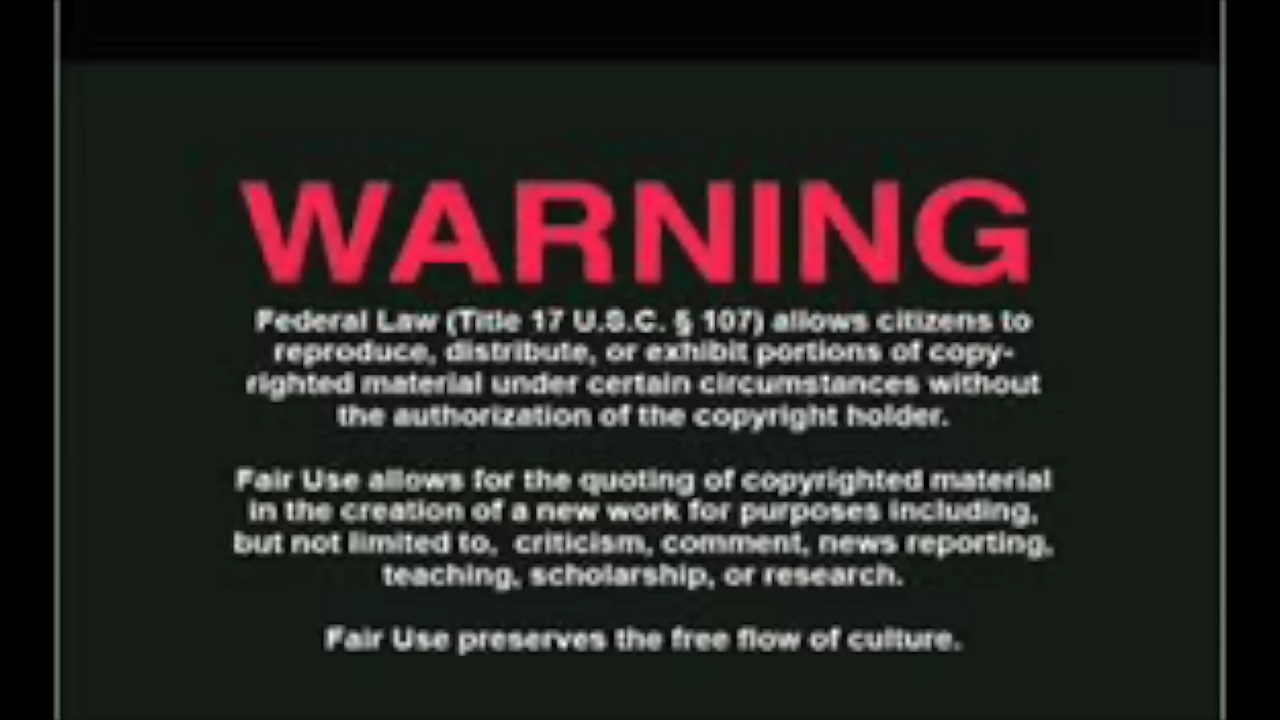 WARNING
Federal Law (Title 17 U.S.C. § 107) allows citizens to
reproduce, distribute, or exhibit portions of copy-
righted material under certain circumstances without
the authorization of the copyright holder.
Fair Use allows for the quoting of copyrighted material
in the creation of a new work for purposes including,
but not limited to, criticism, comment, news reporting,
teaching, scholarship, or research.
Fair Use preserves the free flow of culture.